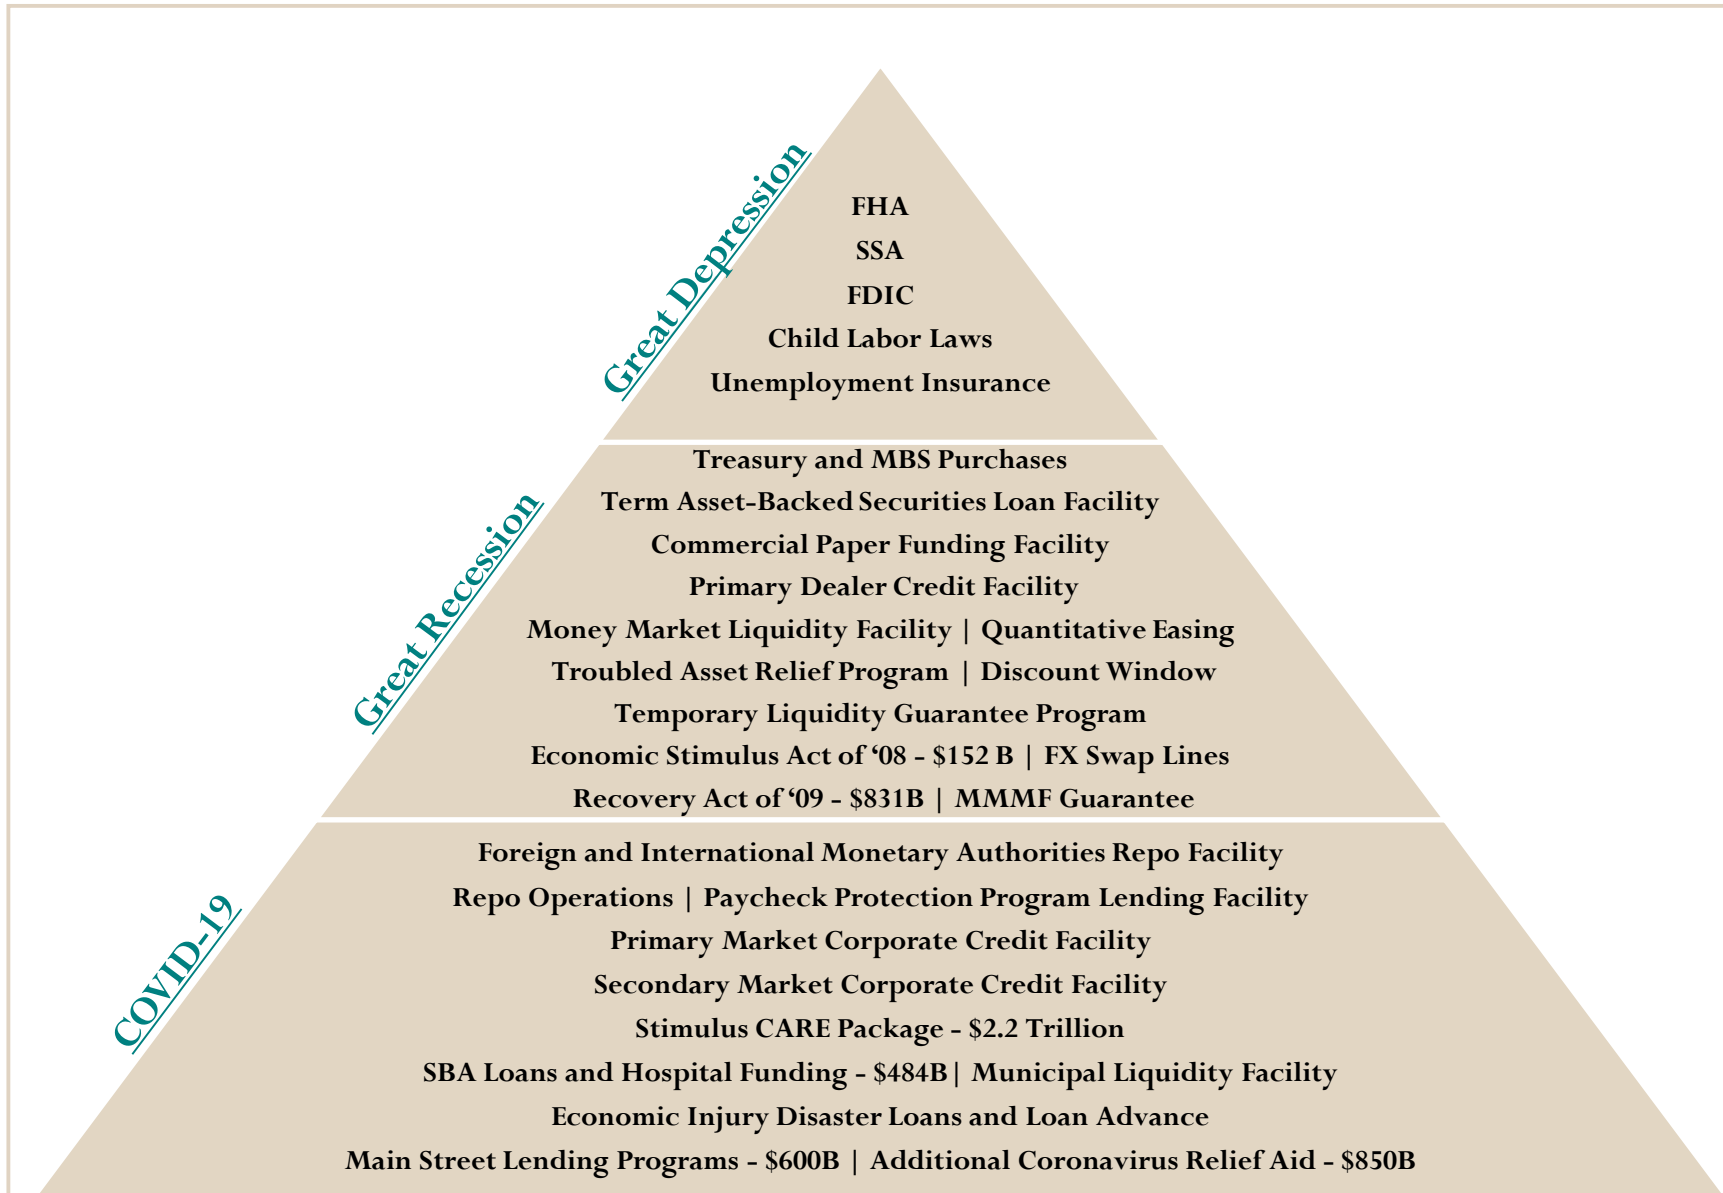 Great Depression
FHA
SSA
FDIC
Child Labor Laws
Unemployment Insurance
Great Recession
Treasury and MBS Purchases
Term Asset-Backed Securities Loan Facility
Commercial Paper Funding Facility
Primary Dealer Credit Facility
Money Market Liquidity Facility | Quantitative Easing
Troubled Asset Relief Program | Discount Window
Temporary Liquidity Guarantee Program
Economic Stimulus Act of ‘08 - $152 B | FX Swap Lines
Recovery Act of ‘09 - $831B | MMMF Guarantee
COVID-19
Foreign and International Monetary Authorities Repo Facility
Repo Operations | Paycheck Protection Program Lending Facility
Primary Market Corporate Credit Facility
Secondary Market Corporate Credit Facility
Stimulus CARE Package - $2.2 Trillion
SBA Loans and Hospital Funding - $484B| Municipal Liquidity Facility
Economic Injury Disaster Loans and Loan Advance
Main Street Lending Programs - $600B | Additional Coronavirus Relief Aid - $850B